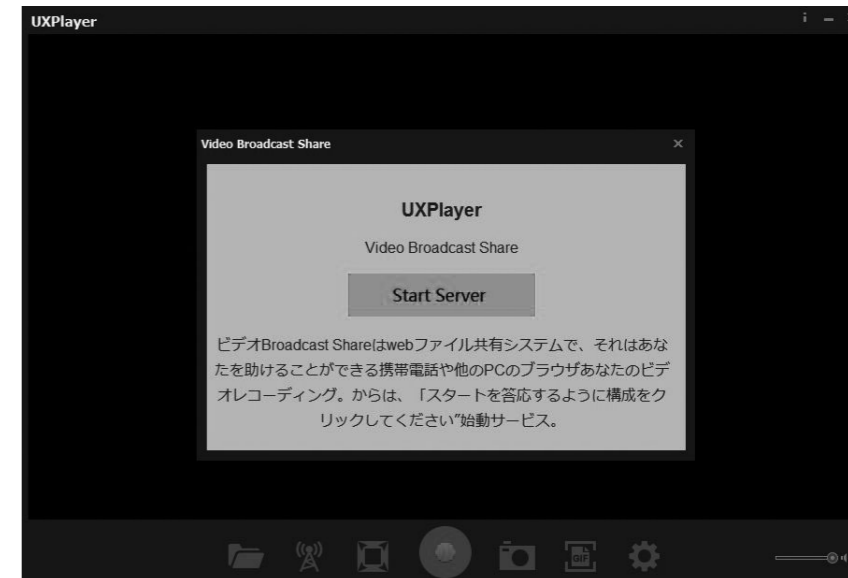 UXPlayer
Video Broadcast Share
UXPlayer
Video Broadcast Share
Start Server
ビデオBroadcast Shareはwebファイル共有システムで、それはあな
たを助けることができる携帯電話や他のPCのブラウザあなたのビデ
オレコーディング。からは、「スタートを答応するように構成をク
リックしてください”始動サービス。
GIF